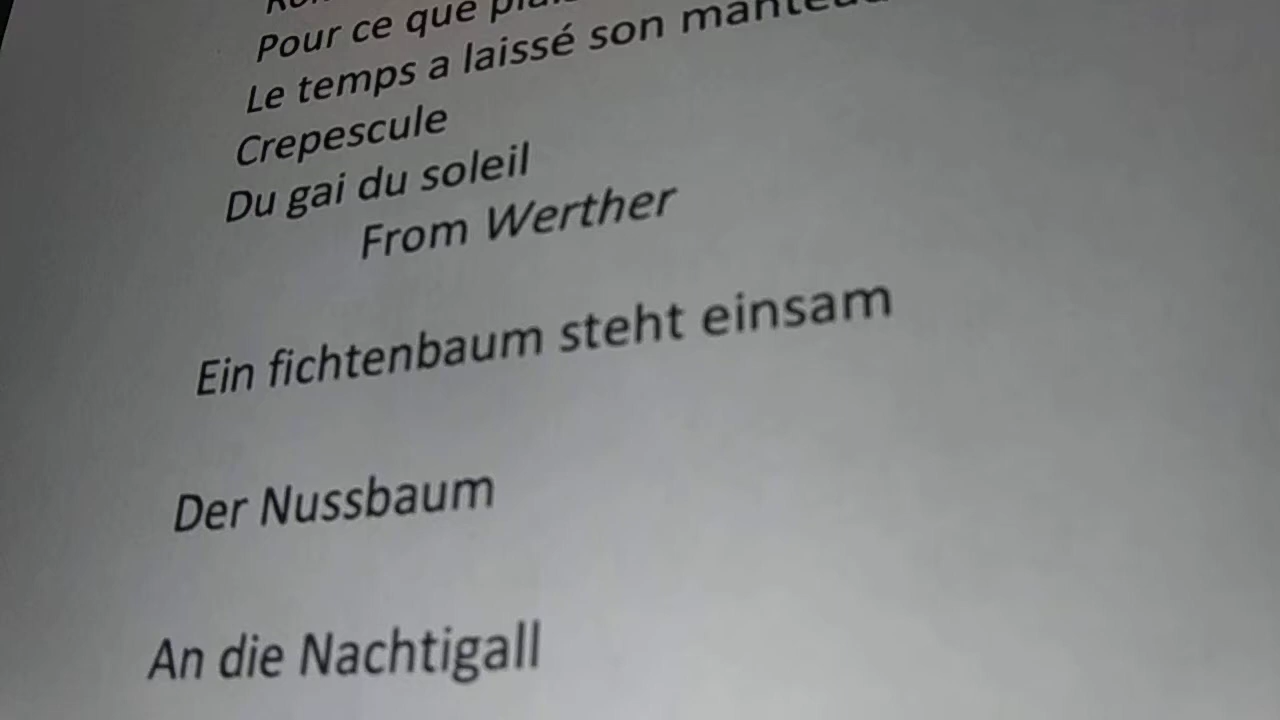 Pour ce que
Le temps a laissé son
Crepescule
Du gai du soleil
From Werther
Ein fichtenbaum steht einsam
Der Nussbaum
An die Nachtigall